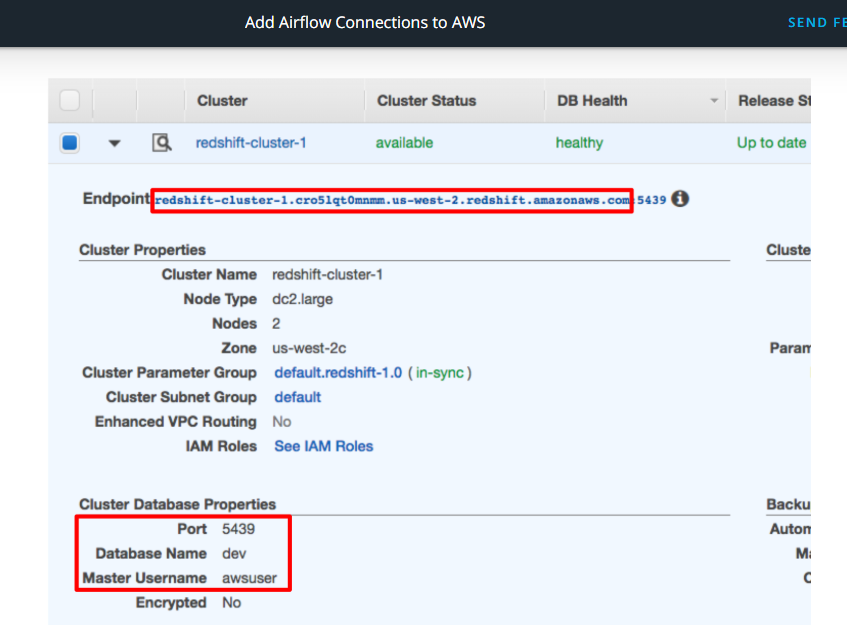 Add Airflow Connections to AWS SEND FE
Cluster Cluster Status DB Health Release St
redshift-cluster-1 available healthy Up to date
Endpoint redshift-cluster-1.cro5lqt0mnmm.us-west-2.redshift.amazonaws.com:5439
Cluster Properties Cluste
Cluster Name redshift-cluster-1
Node Type dc2.large
Nodes 2
Zone us-west-2c Param
Cluster Parameter Group default.redshift-1.0 ( in-sync )
Cluster Subnet Group default
Enhanced VPC Routing No
IAM Roles See IAM Roles
Cluster Database Properties Backu
Port 5439 Autom
Database Name dev Ma
Master Username awsuser C
Encrypted No